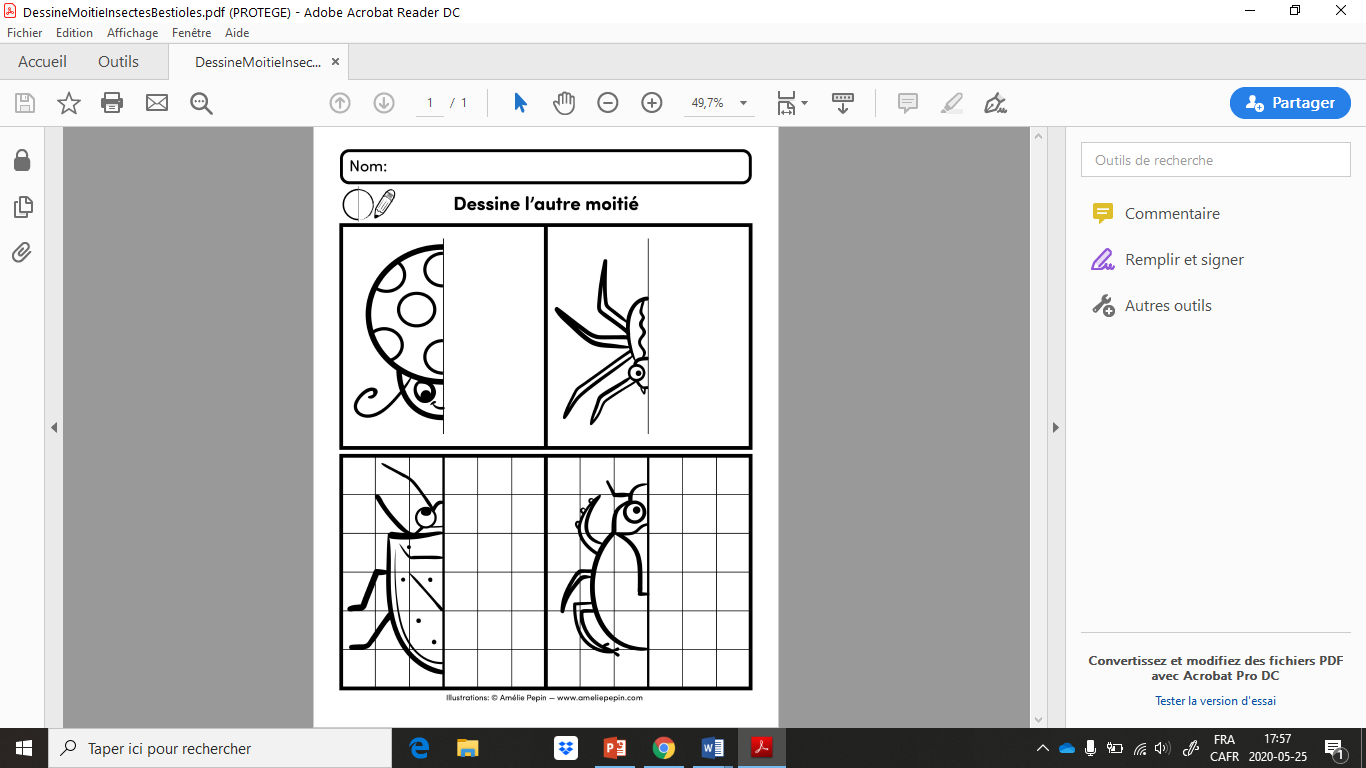 DessineMoitieInsectesBestioles.pdf (PROTEGE) - Adobe Acrobat Reader DC
Fichier Edition Affichage Fenêtre Aide
Accueil Outils DessineMoitieInsec... ×
1 / 1 49,7% Partager
Nom:
Dessine l'autre moitié
Illustrations: © Amélie Pepin — www.ameliepepin.com
Outils de recherche
Commentaire
Remplir et signer
Autres outils
Convertissez et modifiez des fichiers PDF
avec Acrobat Pro DC
Tester la version d'essai
Taper ici pour rechercher
FRA
CAFR
17:57
2020-05-25
1